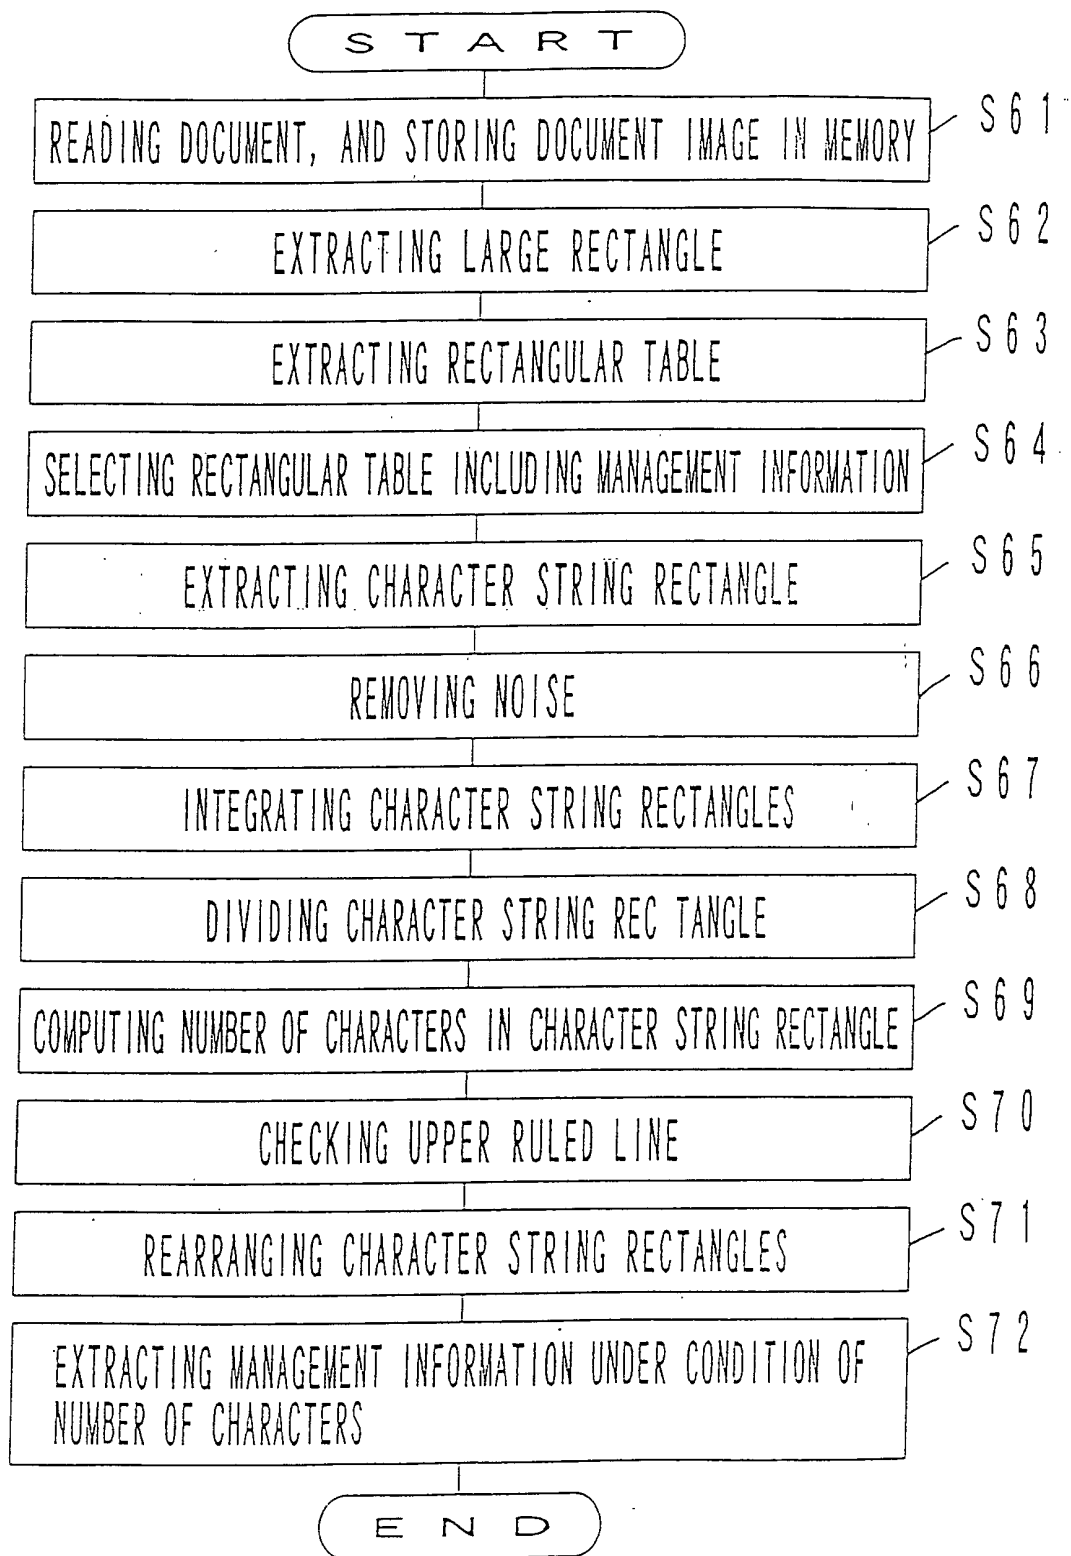 START
READING DOCUMENT, AND STORING DOCUMENT IMAGE IN MEMORY
S61
EXTRACTING LARGE RECTANGLE
S62
EXTRACTING RECTANGULAR TABLE
S63
SELECTING RECTANGULAR TABLE INCLUDING MANAGEMENT INFORMATION
S64
EXTRACTING CHARACTER STRING RECTANGLE
S65
REMOVING NOISE
S66
INTEGRATING CHARACTER STRING RECTANGLES
S67
DIVIDING CHARACTER STRING REC TANGLE
S68
COMPUTING NUMBER OF CHARACTERS IN CHARACTER STRING RECTANGLE
S69
CHECKING UPPER RULED LINE
S70
REARRANGING CHARACTER STRING RECTANGLES
S71
EXTRACTING MANAGEMENT INFORMATION UNDER CONDITION OF
NUMBER OF CHARACTERS
S72
END